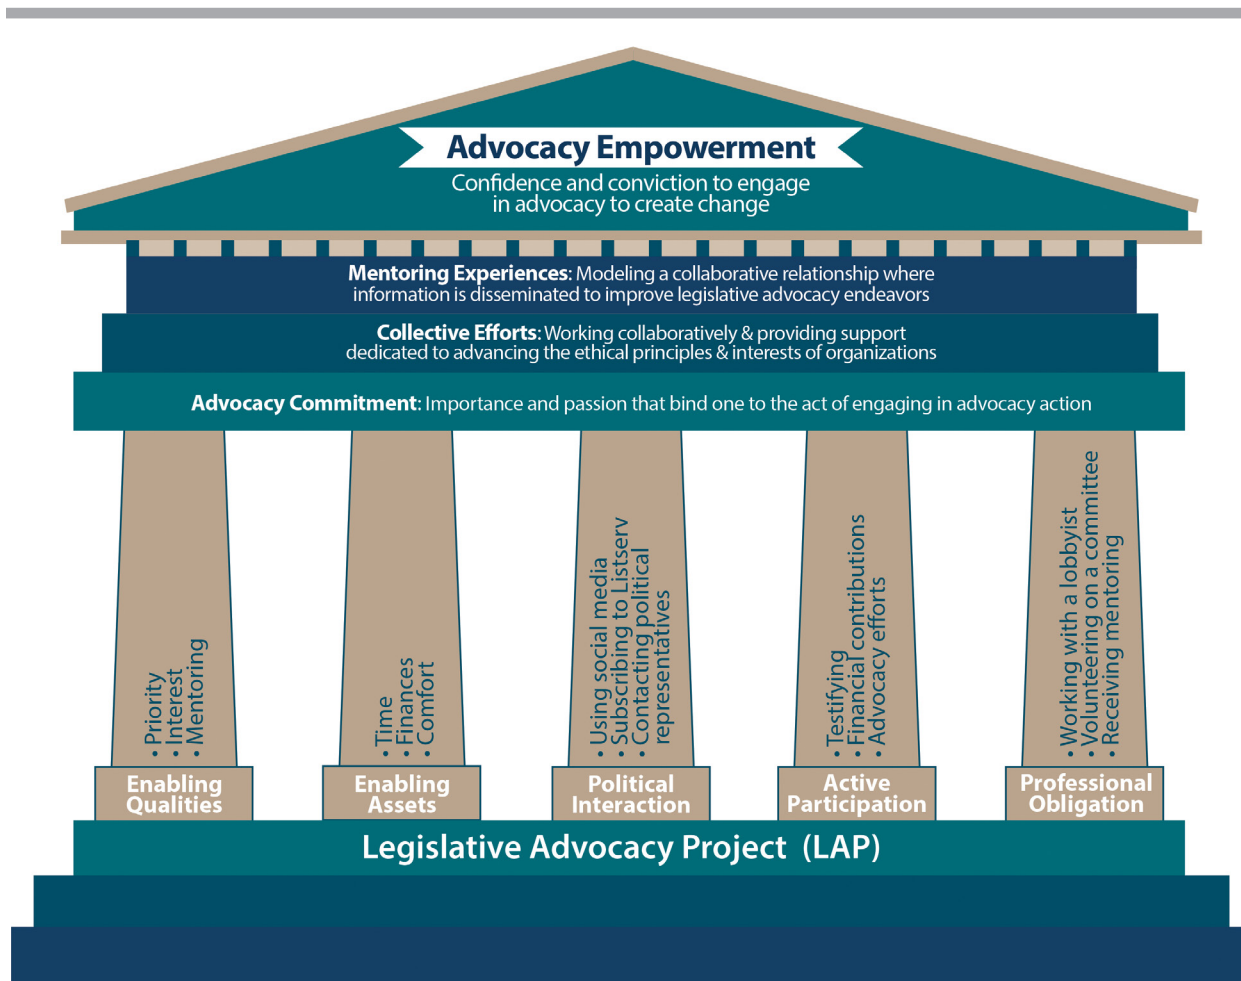 Advocacy Empowerment
Confidence and conviction to engage
in advocacy to create change
Mentoring Experiences: Modeling a collaborative relationship where
information is disseminated to improve legislative advocacy endeavors
Collective Efforts: Working collaboratively & providing support
dedicated to advancing the ethical principles & interests of organizations
Advocacy Commitment: Importance and passion that bind one to the act of engaging in advocacy action
• Priority
• Interest
• Mentoring
Enabling
Qualities
• Time
• Finances
• Comfort
Enabling
Assets
• Using social media
• Subscribing to Listserv
• Contacting political
representatives
Political
Interaction
• Testifying
• Financial contributions
• Advocacy efforts
Active
Participation
• Working with a lobbyist
• Volunteering on a committee
• Receiving mentoring
Professional
Obligation
Legislative Advocacy Project (LAP)